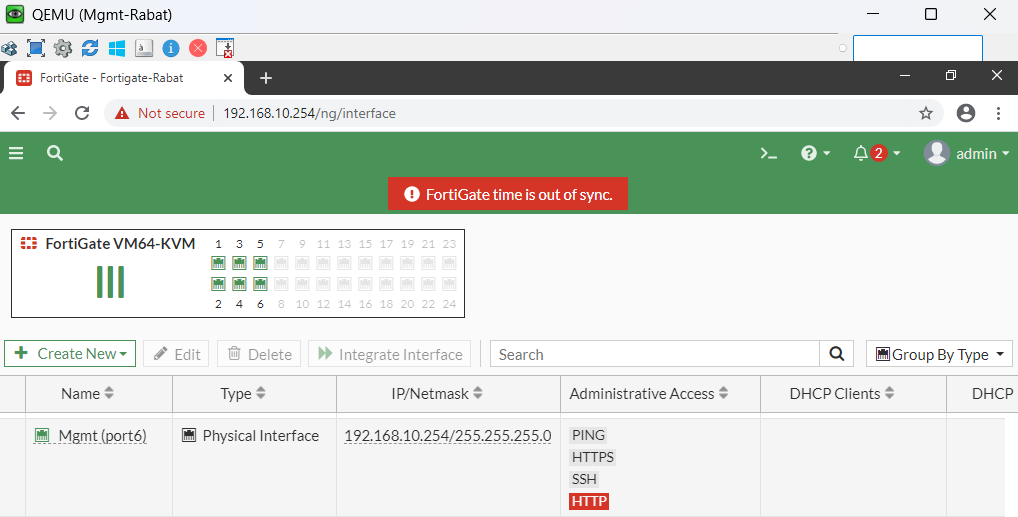 QEMU (Mgmt-Rabat)
FortiGate - Fortigate-Rabat
Not secure 192.168.10.254/ng/interface
2 admin
FortiGate time is out of sync.
FortiGate VM64-KVM
1 3 5 7 9 11 13 15 17 19 21 23
2 4 6 8 10 12 14 16 18 20 22 24
Create New Edit Delete Integrate Interface Search Group By Type
Name Type IP/Netmask Administrative Access DHCP Clients DHCP
Mgmt (port6) Physical Interface 192.168.10.254/255.255.255.0 PING
HTTPS
SSH
HTTP